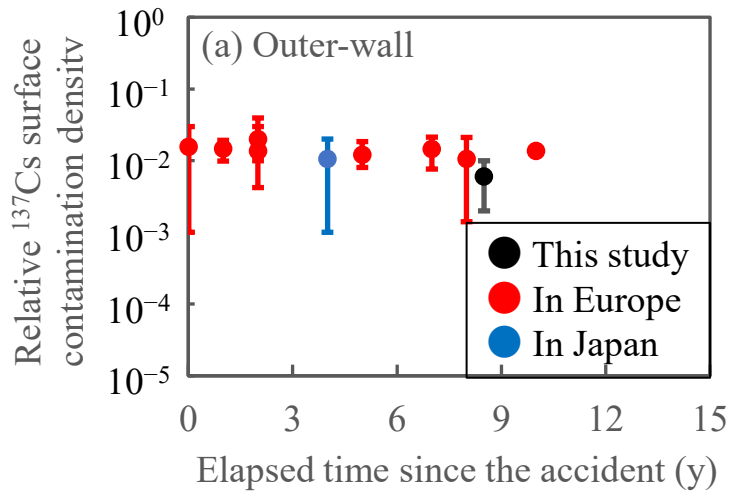 Relative ¹³⁷Cs surface
contamination density
10⁰
10⁻¹
10⁻²
10⁻³
10⁻⁴
10⁻⁵
(a) Outer-wall
This study
In Europe
In Japan
0 3 6 9 12 15
Elapsed time since the accident (y)